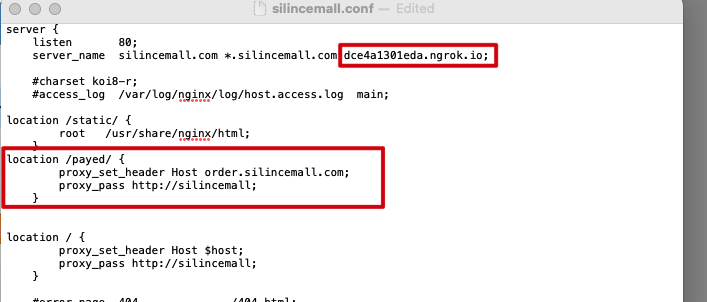 silincemall.conf — Edited
server {
    listen       80;
    server_name  silincemall.com *.silincemall.com dce4a1301eda.ngrok.io;
    #charset koi8-r;
    #access_log  /var/log/nginx/log/host.access.log  main;
location /static/ {
        root   /usr/share/nginx/html;
    }
location /payed/ {
        proxy_set_header Host order.silincemall.com;
        proxy_pass http://silincemall;
    }
location / {
        proxy_set_header Host $host;
        proxy_pass http://silincemall;
    }
    #error_page  404              /404.html;